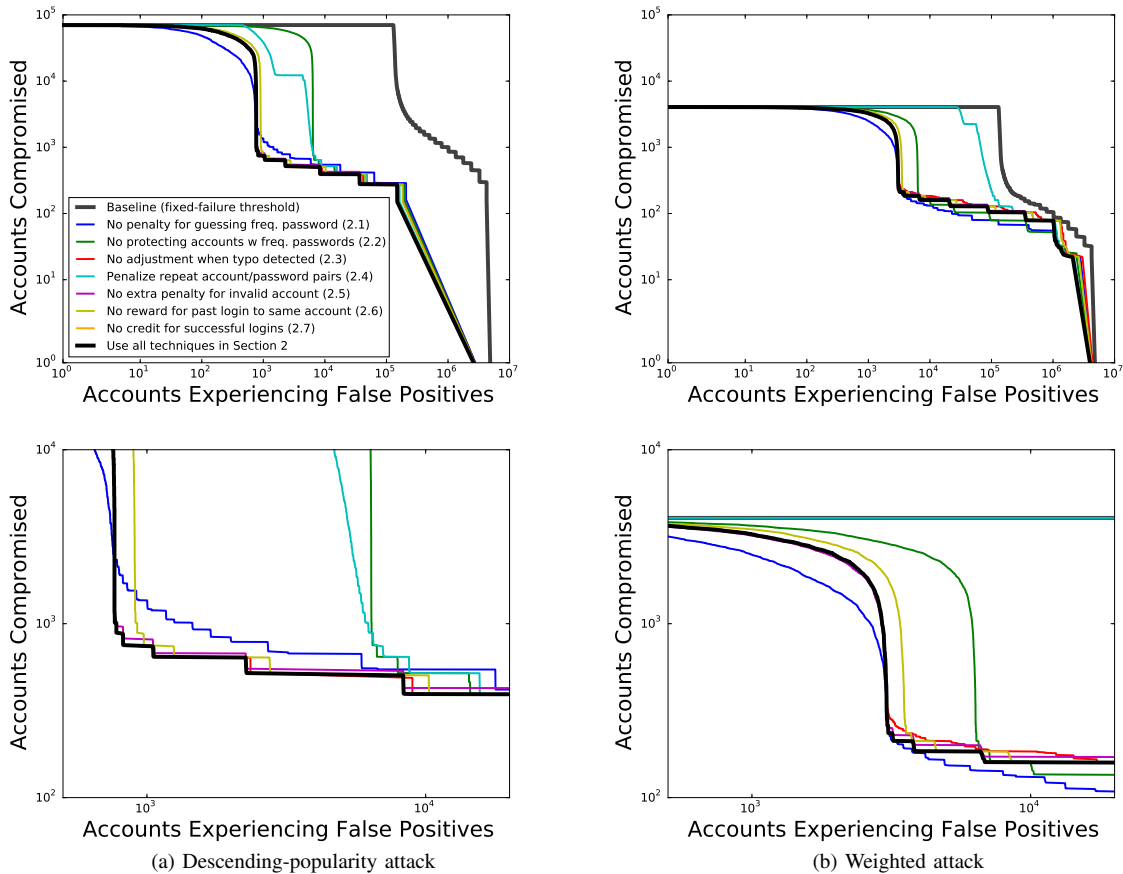 10^5
10^4
10^3
10^2
10^1
10^0
Accounts Compromised
Baseline (fixed-failure threshold)
No penalty for guessing freq. password (2.1)
No protecting accounts w freq. passwords (2.2)
No adjustment when typo detected (2.3)
Penalize repeat account/password pairs (2.4)
No extra penalty for invalid account (2.5)
No reward for past login to same account (2.6)
No credit for successful logins (2.7)
Use all techniques in Section 2
10^0 10^1 10^2 10^3 10^4 10^5 10^6 10^7
Accounts Experiencing False Positives
10^5
10^4
10^3
10^2
10^1
10^0
Accounts Compromised
10^0 10^1 10^2 10^3 10^4 10^5 10^6 10^7
Accounts Experiencing False Positives
10^4
10^3
10^2
Accounts Compromised
10^3 10^4
Accounts Experiencing False Positives
(a) Descending-popularity attack
10^4
10^3
10^2
Accounts Compromised
10^3 10^4
Accounts Experiencing False Positives
(b) Weighted attack